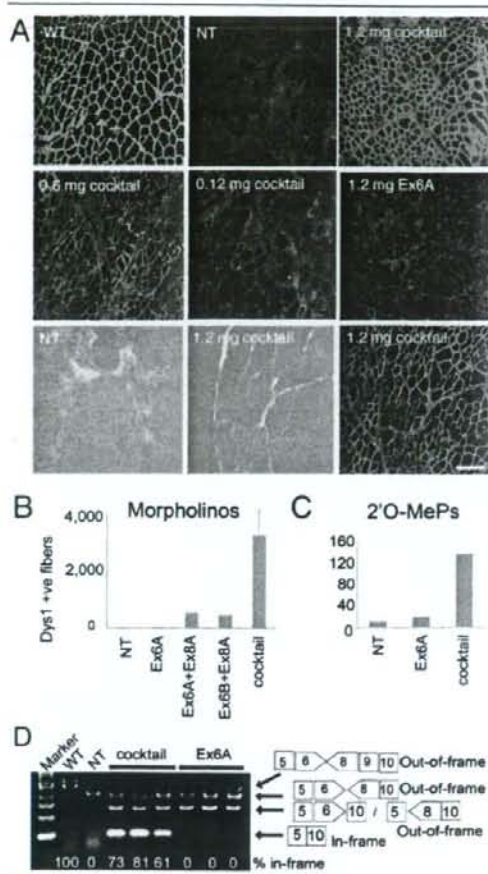 A
WT
NT
1.2 mg cocktail
0.6 mg cocktail
0.12 mg cocktail
1.2 mg Ex6A
NT
1.2 mg cocktail
1.2 mg cocktail
B
Morpholinos
Dys1 +ve fibers
4,000
2,000
0
NT
Ex6A
Ex6A+Ex8A
Ex6B+Ex8A
cocktail
C
2'O-MePs
160
120
80
40
0
NT
Ex6A
cocktail
D
Marker
WT
NT
cocktail
Ex6A
5 6 8 9 10 Out-of-frame
5 6 8 10 Out-of-frame
5 6 10 / 5 8 10
5 10 In-frame Out-of-frame
100 0 73 81 61 0 0 0 % in-frame